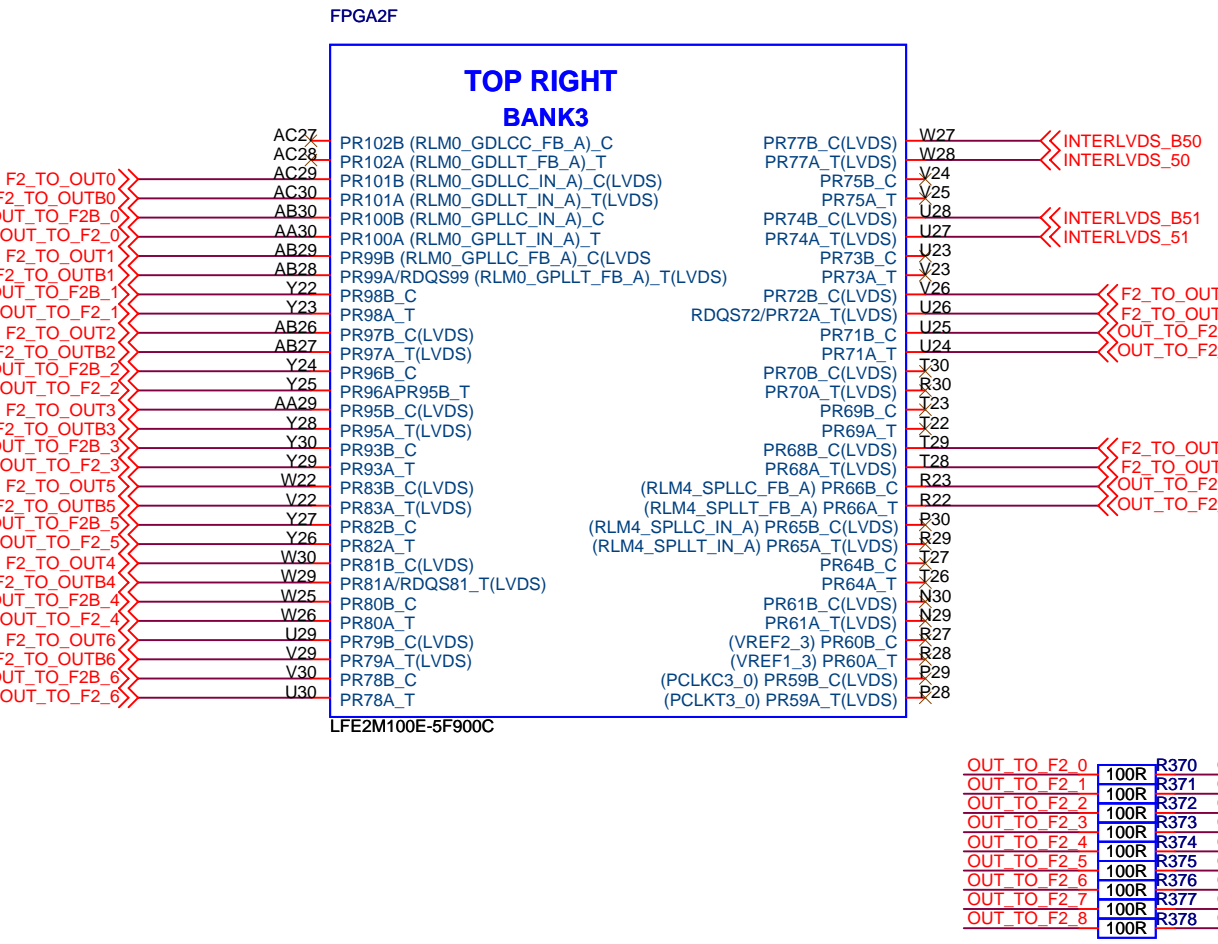 FPGA2F
TOP RIGHT
BANK3
AC27 PR102B (RLM0_GDLCC_FB_A)_C PR77B_C(LVDS) W27 INTERLVDS_B50
AC28 PR102A (RLM0_GDLLT_FB_A)_T PR77A_T(LVDS) W28 INTERLVDS_50
F2_TO_OUT0 AC29 PR101B (RLM0_GDLLC_IN_A)_C(LVDS) PR75B_C V24
F2_TO_OUTB0 AC30 PR101A (RLM0_GDLLT_IN_A)_T(LVDS) PR75A_T V25
OUT_TO_F2B_0 AB30 PR100B (RLM0_GPLLC_IN_A)_C PR74B_C(LVDS) U28 INTERLVDS_B51
OUT_TO_F2_0 AA30 PR100A (RLM0_GPLLT_IN_A)_T PR74A_T(LVDS) U27 INTERLVDS_51
F2_TO_OUT1 AB29 PR99B (RLM0_GPLLC_FB_A)_C(LVDS PR73B_C U23
F2_TO_OUTB1 AB28 PR99A/RDQS99 (RLM0_GPLLT_FB_A)_T(LVDS) PR73A_T V23
OUT_TO_F2B_1 Y22 PR98B_C PR72B_C(LVDS) V26 F2_TO_OUT
OUT_TO_F2_1 Y23 PR98A_T RDQS72/PR72A_T(LVDS) U26 F2_TO_OUT
F2_TO_OUT2 AB26 PR97B_C(LVDS) PR71B_C U25 OUT_TO_F2
F2_TO_OUTB2 AB27 PR97A_T(LVDS) PR71A_T U24 OUT_TO_F2
OUT_TO_F2B_2 Y24 PR96B_C PR70B_C(LVDS) T30
OUT_TO_F2_2 Y25 PR96APR95B_T PR70A_T(LVDS) R30
F2_TO_OUT3 AA29 PR95B_C(LVDS) PR69B_C T23
F2_TO_OUTB3 Y28 PR95A_T(LVDS) PR69A_T T22
OUT_TO_F2B_3 Y30 PR93B_C PR68B_C(LVDS) T29 F2_TO_OUT
OUT_TO_F2_3 Y29 PR93A_T PR68A_T(LVDS) T28 F2_TO_OUT
F2_TO_OUT5 W22 PR83B_C(LVDS) (RLM4_SPLLC_FB_A) PR66B_C R23 OUT_TO_F2
F2_TO_OUTB5 V22 PR83A_T(LVDS) (RLM4_SPLLT_FB_A) PR66A_T R22 OUT_TO_F2
OUT_TO_F2B_5 Y27 PR82B_C (RLM4_SPLLC_IN_A) PR65B_C(LVDS) P30
OUT_TO_F2_5 Y26 PR82A_T (RLM4_SPLLT_IN_A) PR65A_T(LVDS) R29
F2_TO_OUT4 W30 PR81B_C(LVDS) PR64B_C T27
F2_TO_OUTB4 W29 PR81A/RDQS81_T(LVDS) PR64A_T T26
OUT_TO_F2B_4 W25 PR80B_C PR61B_C(LVDS) N30
OUT_TO_F2_4 W26 PR80A_T PR61A_T(LVDS) N29
F2_TO_OUT6 U29 PR79B_C(LVDS) (VREF2_3) PR60B_C R27
F2_TO_OUTB6 V29 PR79A_T(LVDS) (VREF1_3) PR60A_T R28
OUT_TO_F2B_6 V30 PR78B_C (PCLKC3_0) PR59B_C(LVDS) P29
OUT_TO_F2_6 U30 PR78A_T (PCLKT3_0) PR59A_T(LVDS) P28
LFE2M100E-5F900C
OUT_TO_F2_0 100R R370
OUT_TO_F2_1 100R R371
OUT_TO_F2_2 100R R372
OUT_TO_F2_3 100R R373
OUT_TO_F2_4 100R R374
OUT_TO_F2_5 100R R375
OUT_TO_F2_6 100R R376
OUT_TO_F2_7 100R R377
OUT_TO_F2_8 100R R378